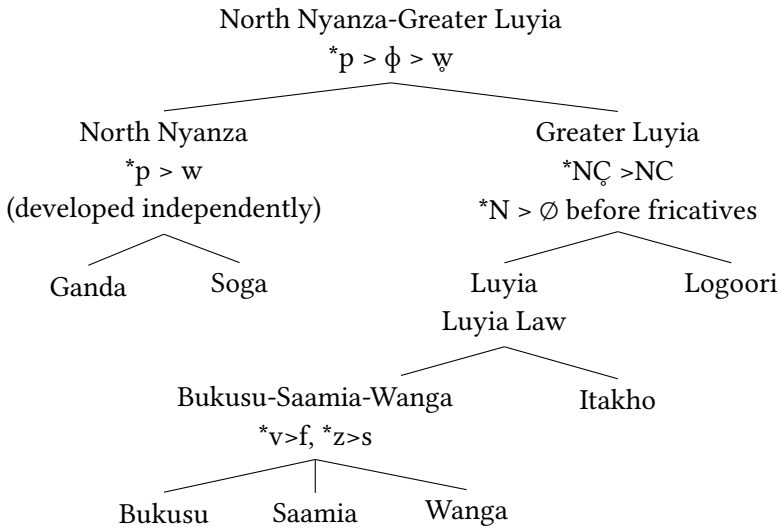 North Nyanza-Greater Luyia
*p > ɸ > w̥
North Nyanza Greater Luyia
*p > w *NC̥ >NC
(developed independently) *N > ∅ before fricatives
Ganda Soga Luyia Logoori
Luyia Law
Bukusu-Saamia-Wanga Itakho
*v>f, *z>s
Bukusu Saamia Wanga